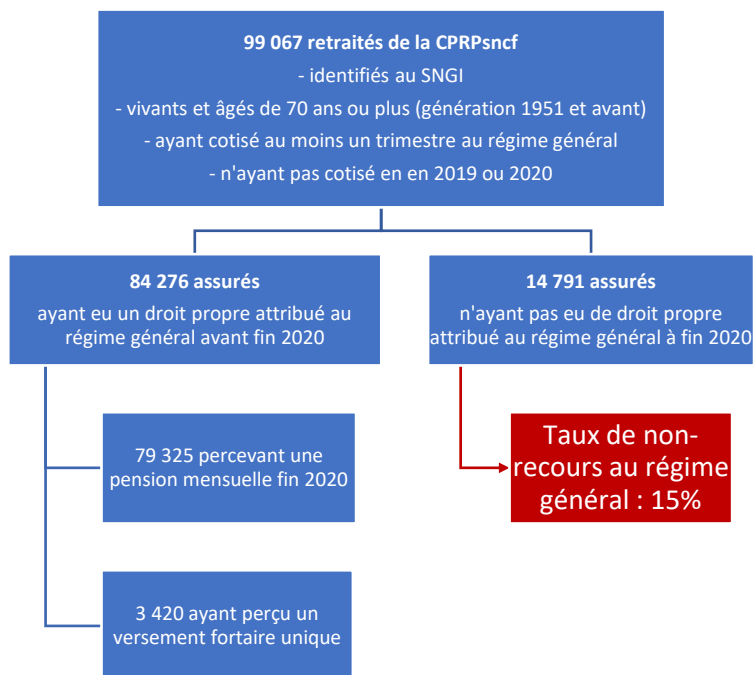 99 067 retraités de la CPRPsncf
- identifiés au SNGI
- vivants et âgés de 70 ans ou plus (génération 1951 et avant)
- ayant cotisé au moins un trimestre au régime général
- n'ayant pas cotisé en en 2019 ou 2020
84 276 assurés
ayant eu un droit propre attribué au
régime général avant fin 2020
14 791 assurés
n'ayant pas eu de droit propre
attribué au régime général à fin 2020
79 325 percevant une
pension mensuelle fin 2020
Taux de non-
recours au régime
général : 15%
3 420 ayant perçu un
versement fortaire unique